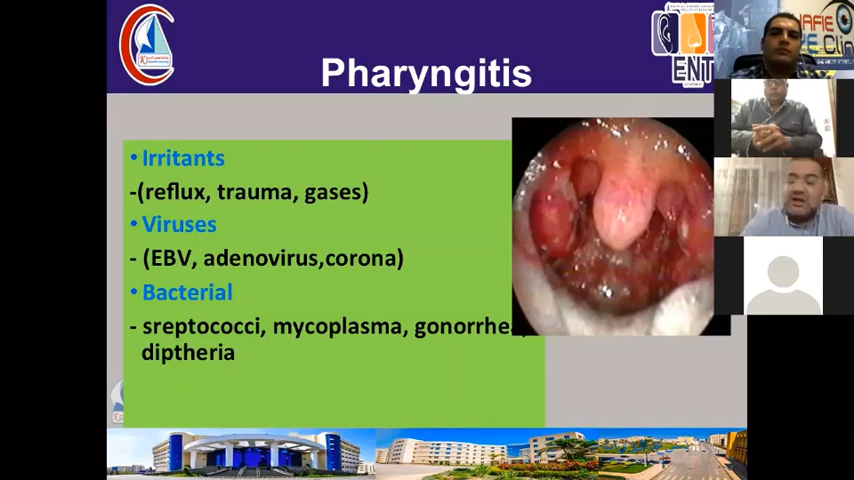 Pharyngitis
ENT
• Irritants
-(reflux, trauma, gases)
• Viruses
- (EBV, adenovirus,corona)
• Bacterial
- sreptococci, mycoplasma, gonorrhea,
diptheria